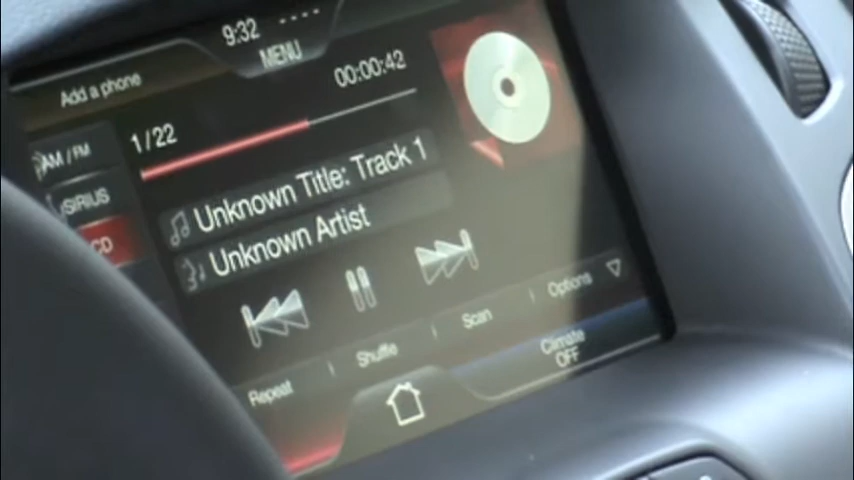 9:32
MENU
Add a phone
00:00:42
1/22
AM/FM
SIRIUS
CD
Unknown Title: Track 1
Unknown Artist
Repeat
Shuffle
Scan
Options
Climate
OFF